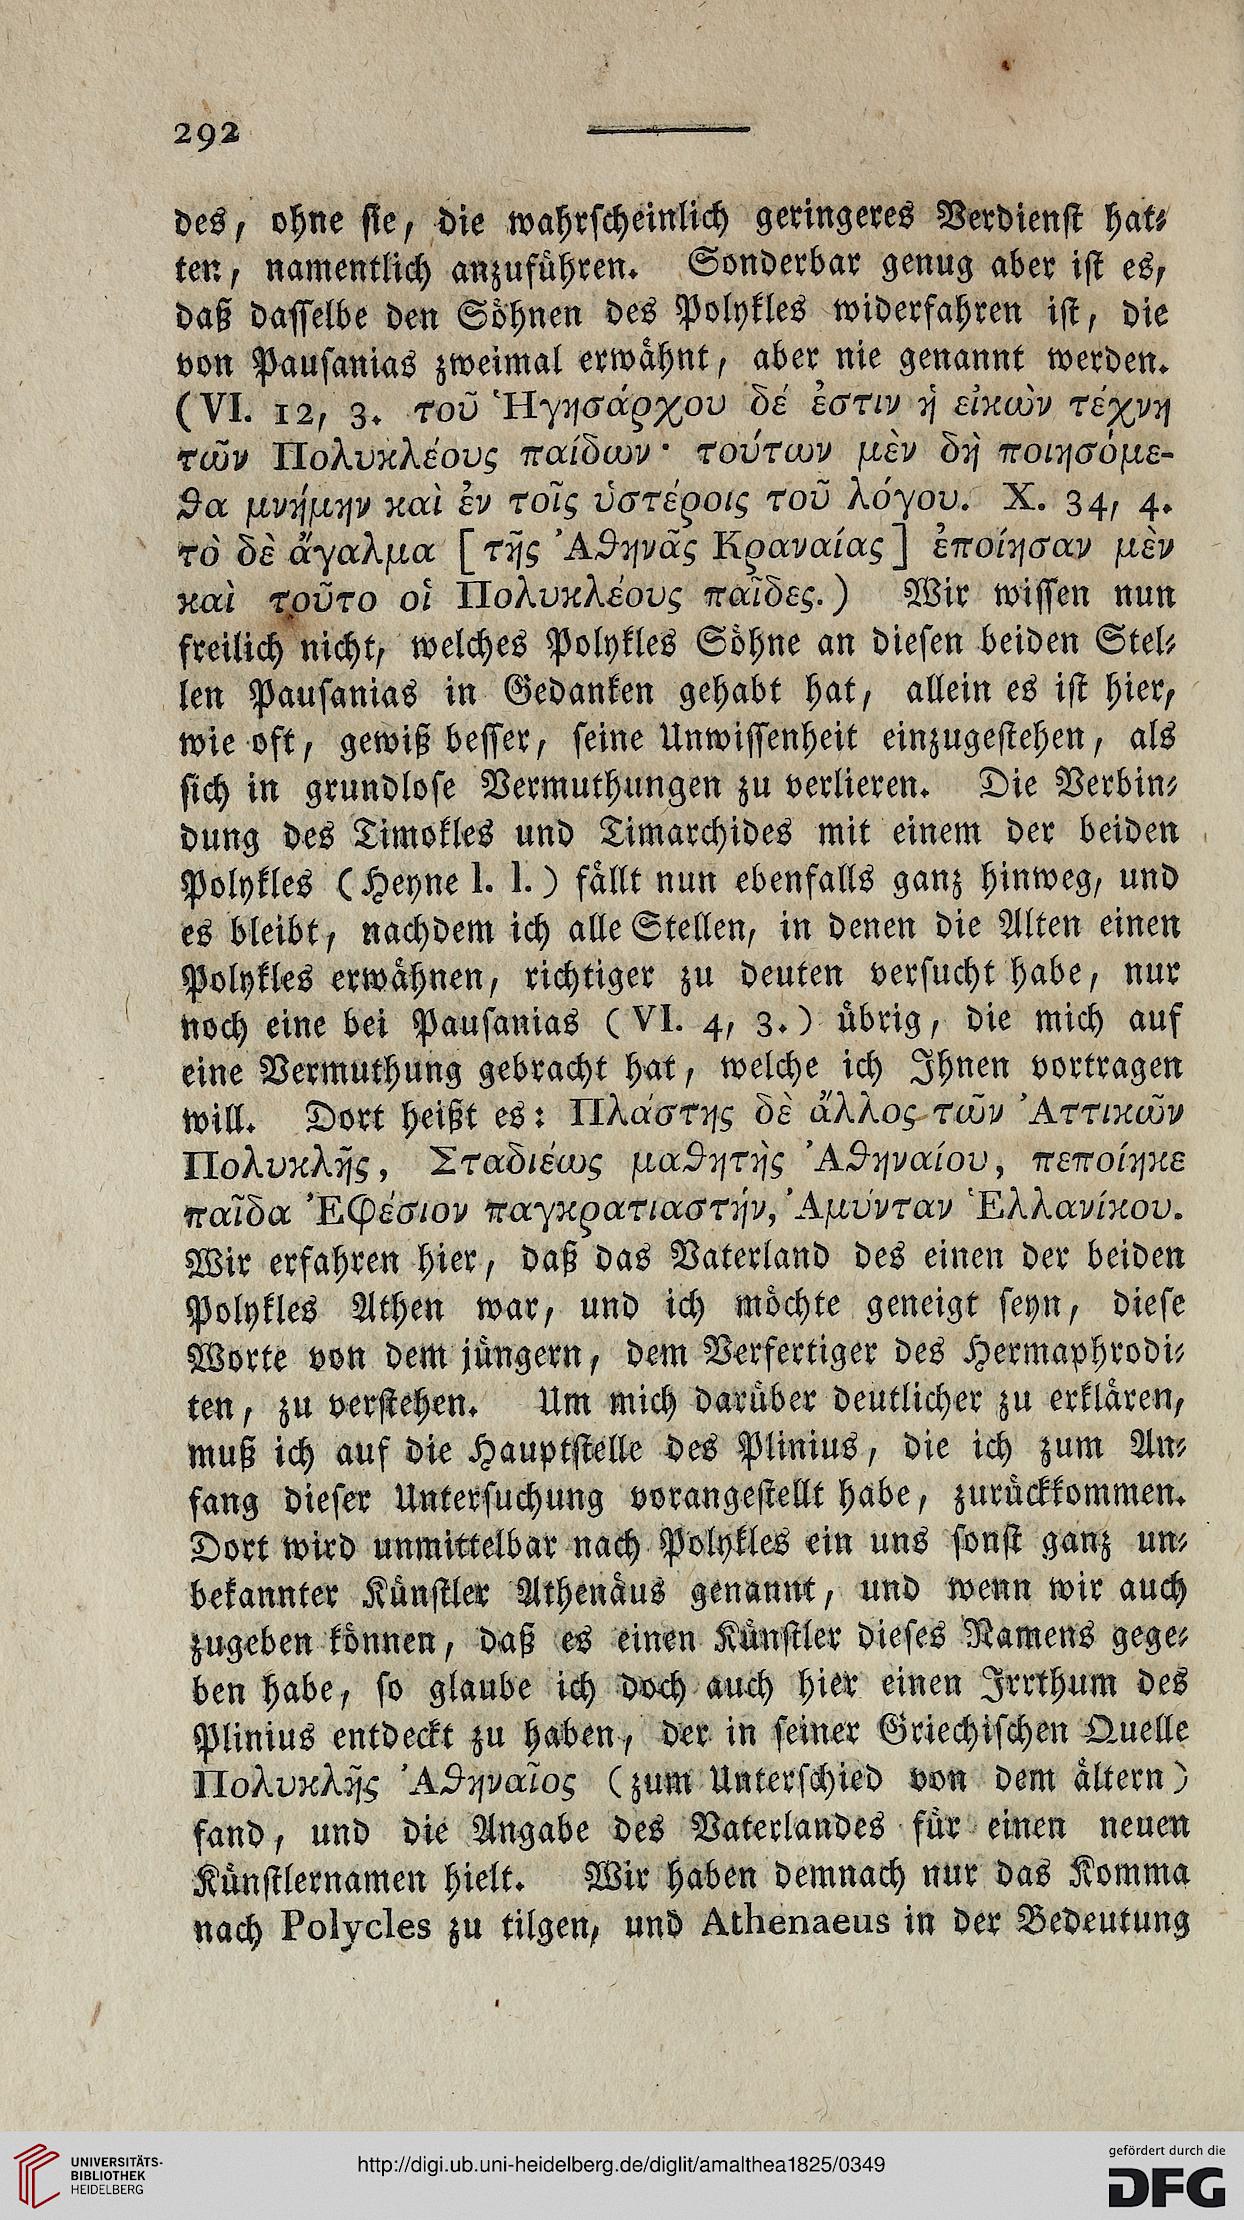 292
des, ohne sie, die wahrscheinlich geringeres Verdienst hat⸗
ten, namentlich anzuführen. Sonderbar genug aber ist es,
daß dasselbe den Söhnen des Polykles widerfahren ist, die
von Pausanias zweimal erwähnt, aber nie genannt werden.
(VI. 12, 3. τοῦ Ἡγησάρχου δέ ἐστιν ἡ εἰκὼν τέχνη
τῶν Πολυκλέους παίδων· τούτων μὲν δὴ ποιησόμε-
ϑα μνήμην καὶ ἐν τοῖς ὑστέροις τοῦ λόγου. X. 34, 4.
τὸ δὲ ἄγαλμα [τῆς Ἀϑηνᾶς Κραναίας] ἐποίησαν μὲν
καὶ τοῦτο οἱ Πολυκλέους παῖδες.) Wir wissen nun
freilich nicht, welches Polykles Söhne an diesen beiden Stel⸗
len Pausanias in Gedanken gehabt hat, allein es ist hier,
wie oft, gewiß besser, seine Unwissenheit einzugestehen, als
sich in grundlose Vermuthungen zu verlieren. Die Verbin⸗
dung des Timokles und Timarchides mit einem der beiden
Polykles (Heyne l. l.) fällt nun ebenfalls ganz hinweg, und
es bleibt, nachdem ich alle Stellen, in denen die Alten einen
Polykles erwähnen, richtiger zu deuten versucht habe, nur
noch eine bei Pausanias (VI. 4, 3.) übrig, die mich auf
eine Vermuthung gebracht hat, welche ich Ihnen vortragen
will. Dort heißt es: Πλάστης δὲ ἄλλος τῶν Ἀττικῶν
Πολυκλῆς, Σταδιέως μαϑητὴς Ἀϑηναίου, πεποίηκε
παῖδα Ἐφέσιον παγκρατιαστήν, Ἀμύνταν Ἑλλανίκου.
Wir erfahren hier, daß das Vaterland des einen der beiden
Polykles Athen war, und ich möchte geneigt seyn, diese
Worte von dem jüngern, dem Verfertiger des Hermaphrodi⸗
ten, zu verstehen. Um mich darüber deutlicher zu erklären,
muß ich auf die Hauptstelle des Plinius, die ich zum An⸗
fang dieser Untersuchung vorangestellt habe, zurückkommen.
Dort wird unmittelbar nach Polykles ein uns sonst ganz un⸗
bekannter Künstler Athenäus genannt, und wenn wir auch
zugeben können, daß es einen Künstler dieses Namens gege⸗
ben habe, so glaube ich doch auch hier einen Irrthum des
Plinius entdeckt zu haben, der in seiner Griechischen Quelle
Πολυκλῆς Ἀϑηναῖος (zum Unterschied von dem ältern)
fand, und die Angabe des Vaterlandes für einen neuen
Künstlernamen hielt. Wir haben demnach nur das Komma
nach Polycles zu tilgen, und Athenaeus in der Bedeutung
UNIVERSITÄTS-
BIBLIOTHEK
HEIDELBERG
http://digi.ub.uni-heidelberg.de/diglit/amalthea1825/0349
gefördert durch die
DFG